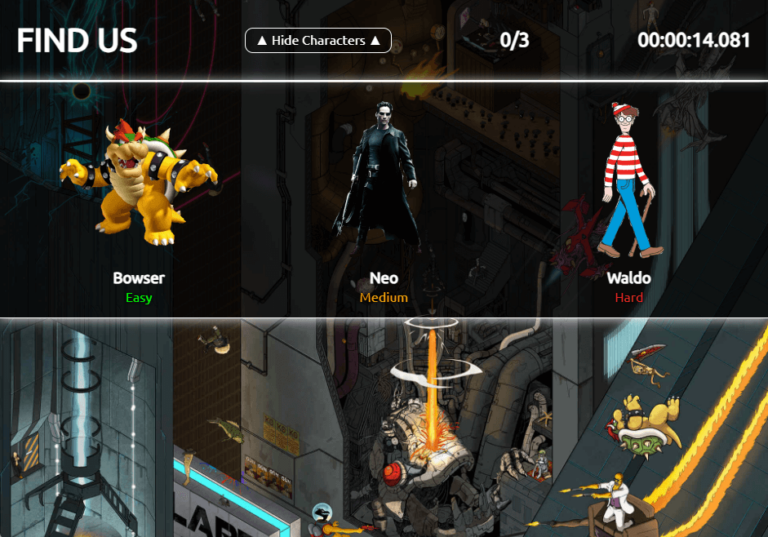 FIND US
▲ Hide Characters ▲
0/3
00:00:14.081
Bowser
Easy
Neo
Medium
Waldo
Hard